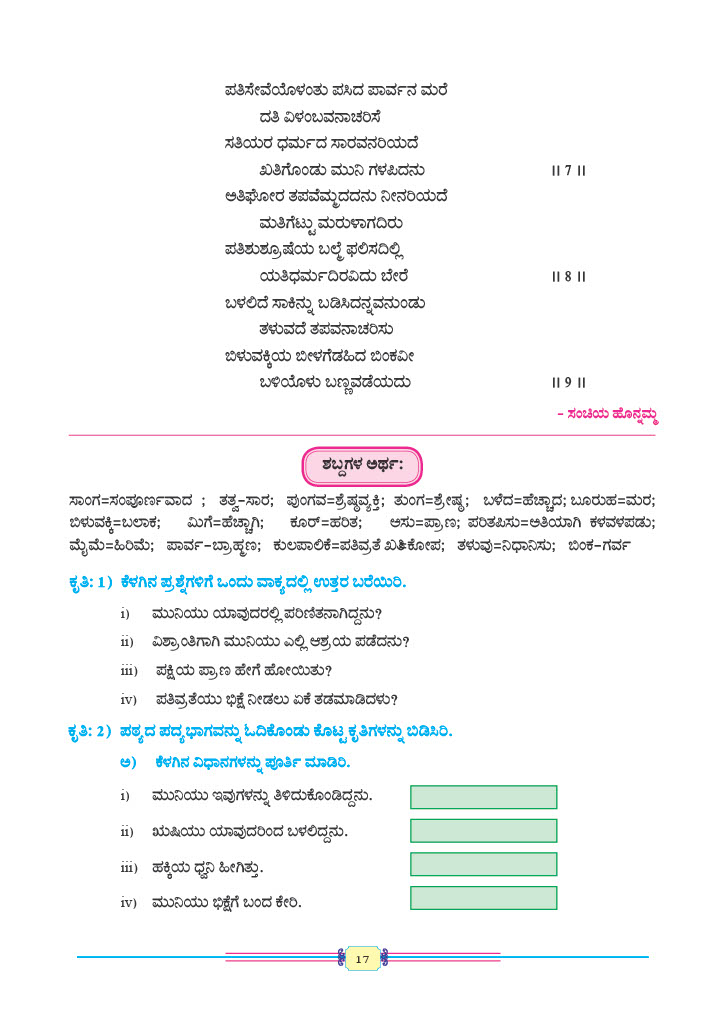 ಪತಿಸೇವೆಯೊಳಂತು ಪಸಿದ ಪಾರ್ವನ ಮರೆ
ದತಿ ವಿಳಂಬವನಾಚರಿಸೆ
ಸತಿಯರ ಧರ್ಮದ ಸಾರವನರಿಯದೆ
ಖತಿಗೊಂಡು ಮುನಿ ಗಳಪಿದನು ॥ 7 ॥
ಅತಿಘೋರ ತಪವೆಮ್ಮದದನು ನೀನರಿಯದೆ
ಮತಿಗೆಟ್ಟು ಮರುಳಾಗದಿರು
ಪತಿಶುಶ್ರೂಷೆಯ ಬಲ್ಮೆ ಫಲಿಸದಿಲ್ಲಿ
ಯತಿಧರ್ಮದಿರವಿದು ಬೇರೆ ॥ 8 ॥
ಬಳಲಿದೆ ಸಾಕಿನ್ನು ಬಡಿಸಿದನ್ನವನುಂಡು
ತಳುವದೆ ತಪವನಾಚರಿಸು
ಬಿಳುವಕ್ಕಿಯ ಬೀಳಗೆಡಹಿದ ಬಿಂಕವೀ
ಬಳಿಯೊಳು ಬಣ್ಣವಡೆಯದು ॥ 9 ॥
– ಸಂಚಿಯ ಹೊನ್ನಮ್ಮ
ಶಬ್ದಗಳ ಅರ್ಥ:
ಸಾಂಗ=ಸಂಪೂರ್ಣವಾದ ; ತತ್ವ–ಸಾರ; ಪುಂಗವ=ಶ್ರೆಷ್ಠವ್ಯಕ್ತಿ; ತುಂಗ=ಶ್ರೇಷ್ಠ; ಬಳೆದ=ಹೆಚ್ಚಾದ; ಬೂರುಹ=ಮರ;
ಬಿಳುವಕ್ಕಿ=ಬಲಾಕ; ಮಿಗೆ=ಹೆಚ್ಚಾಗಿ; ಕೂರ್=ಹರಿತ; ಅಸು=ಪ್ರಾಣ; ಪರಿತಪಿಸು=ಅತಿಯಾಗಿ ಕಳವಳಪಡು;
ಮೈಮೆ=ಹಿರಿಮೆ; ಪಾರ್ವ–ಬ್ರಾಹ್ಮಣ; ಕುಲಪಾಲಿಕೆ=ಪತಿವ್ರತೆ ಖತಿ=ಕೋಪ; ತಳುವು=ನಿಧಾನಿಸು; ಬಿಂಕ–ಗರ್ವ
ಕೃತಿ: 1) ಕೆಳಗಿನ ಪ್ರಶ್ನೆಗಳಿಗೆ ಒಂದು ವಾಕ್ಯದಲ್ಲಿ ಉತ್ತರ ಬರೆಯಿರಿ.
i) ಮುನಿಯು ಯಾವುದರಲ್ಲಿ ಪರಿಣಿತನಾಗಿದ್ದನು?
ii) ವಿಶ್ರಾಂತಿಗಾಗಿ ಮುನಿಯು ಎಲ್ಲಿ ಆಶ್ರಯ ಪಡೆದನು?
iii) ಪಕ್ಷಿಯ ಪ್ರಾಣ ಹೇಗೆ ಹೋಯಿತು?
iv) ಪತಿವ್ರತೆಯು ಭಿಕ್ಷೆ ನೀಡಲು ಏಕೆ ತಡಮಾಡಿದಳು?
ಕೃತಿ: 2) ಪಠ್ಯದ ಪದ್ಯಭಾಗವನ್ನು ಓದಿಕೊಂಡು ಕೊಟ್ಟ ಕೃತಿಗಳನ್ನು ಬಿಡಿಸಿರಿ.
ಅ) ಕೆಳಗಿನ ವಿಧಾನಗಳನ್ನು ಪೂರ್ತಿ ಮಾಡಿರಿ.
i) ಮುನಿಯು ಇವುಗಳನ್ನು ತಿಳಿದುಕೊಂಡಿದ್ದನು.
ii) ಋಷಿಯು ಯಾವುದರಿಂದ ಬಳಲಿದ್ದನು.
iii) ಹಕ್ಕಿಯ ಧ್ವನಿ ಹೀಗಿತ್ತು.
iv) ಮುನಿಯು ಭಿಕ್ಷೆಗೆ ಬಂದ ಕೇರಿ.
17